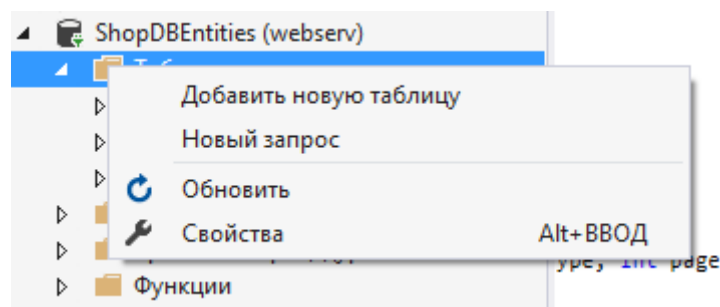 ShopDBEntities (webserv)
Добавить новую таблицу
Новый запрос
Обновить
Свойства Alt+ВВОД
ype, int page
Функции